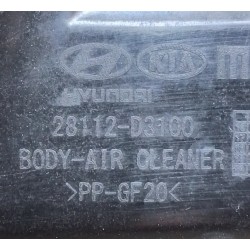 KIA
HYUNDAI
28112-D3100
BODY-AIR CLEANER
>PP-GF20<